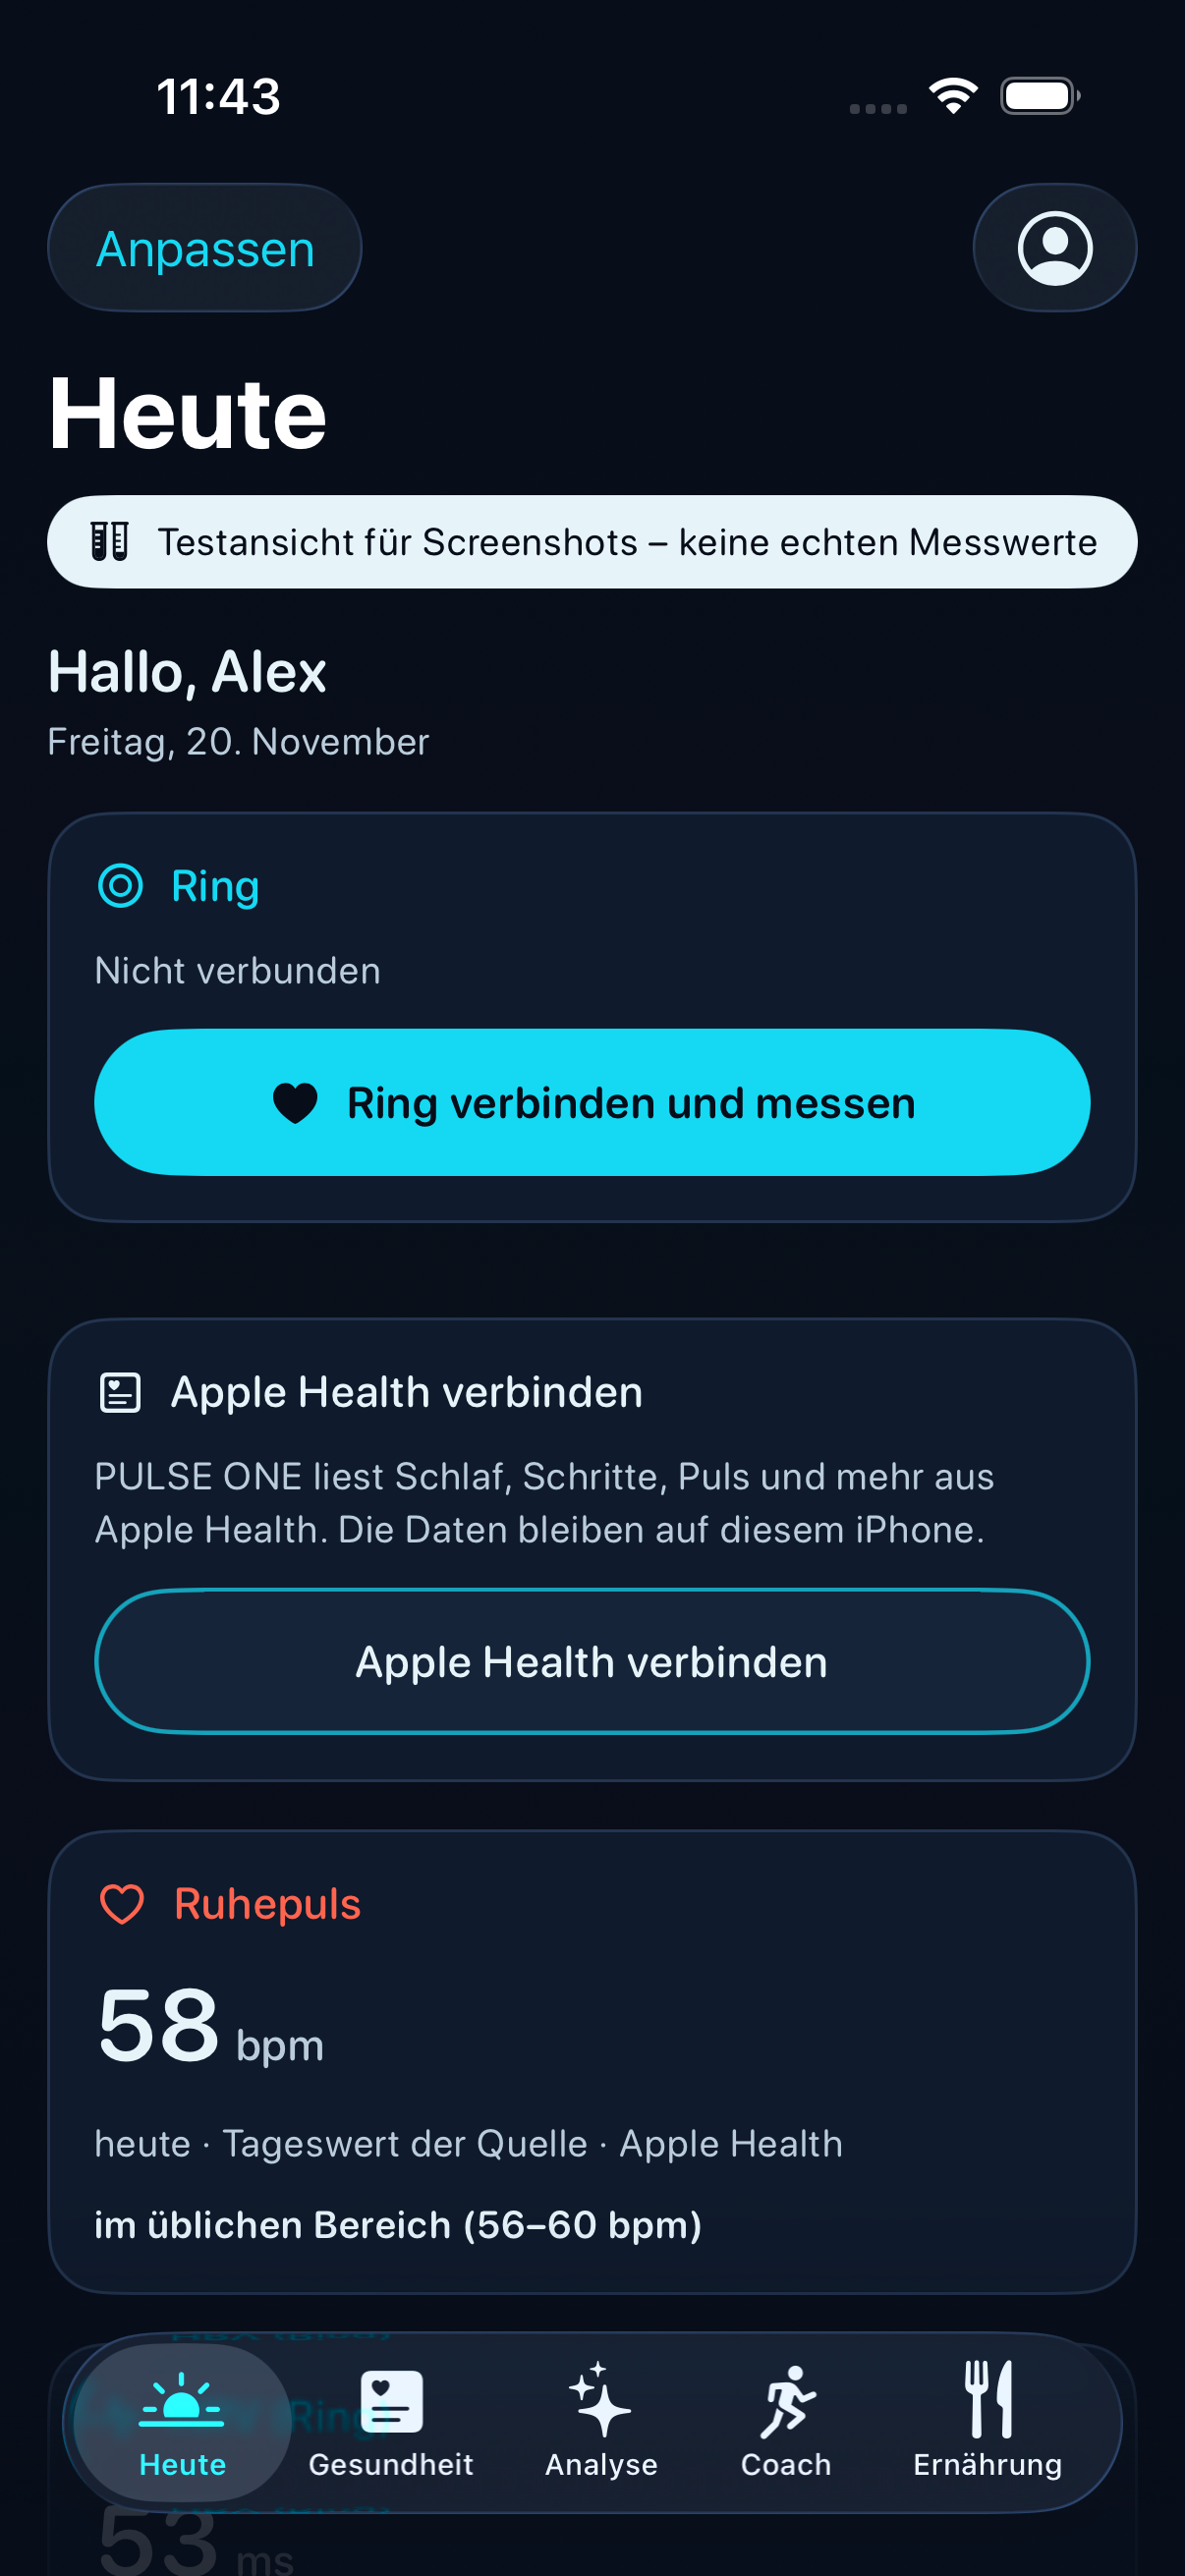 11:43
Anpassen
Heute
Testansicht für Screenshots – keine echten Messwerte
Hallo, Alex
Freitag, 20. November
Ring
Nicht verbunden
Ring verbinden und messen
Apple Health verbinden
PULSE ONE liest Schlaf, Schritte, Puls und mehr aus
Apple Health. Die Daten bleiben auf diesem iPhone.
Apple Health verbinden
Ruhepuls
58 bpm
heute · Tageswert der Quelle · Apple Health
im üblichen Bereich (56–60 bpm)
(Ring)
Heute
Gesundheit
Analyse
Coach
Ernährung
53 ms